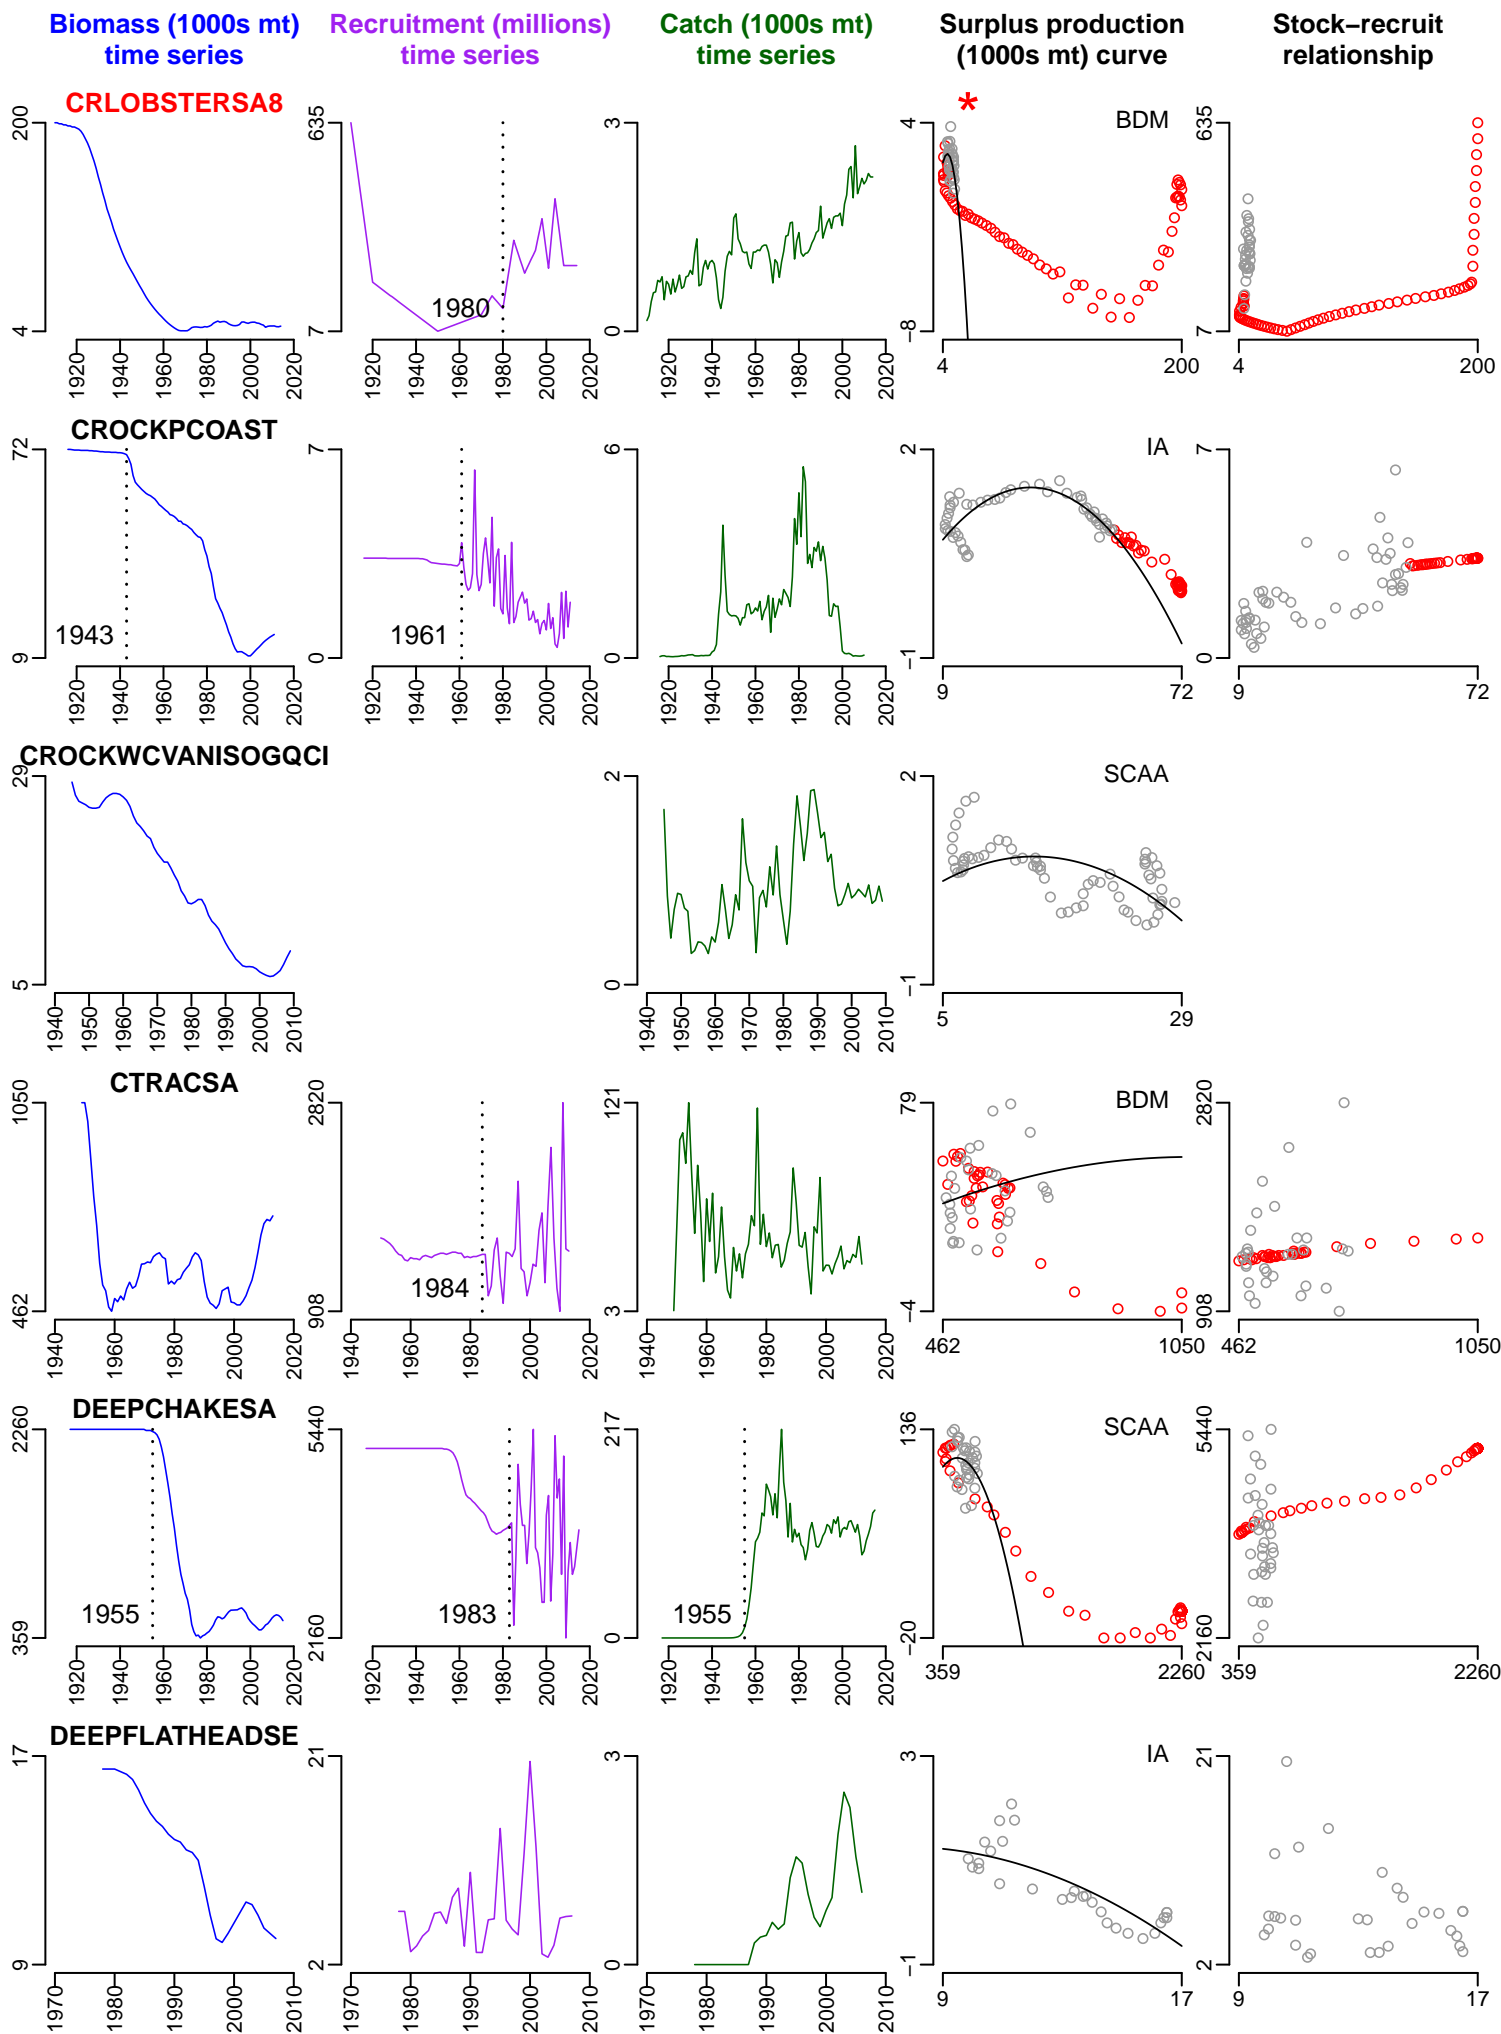 Biomass (1000s mt) Recruitment (millions) Catch (1000s mt) Surplus production Stock−recruit
time series time series time series (1000s mt) curve relationship
CRLOBSTERSA8 *
200 635 3 4 BDM 635
1980
4 7 0 −8 7
1920 1940 1960 1980 2000 2020 1920 1940 1960 1980 2000 2020 1920 1940 1960 1980 2000 2020 4 200 4 200
CROCKPCOAST
72 7 6 2 IA 7
1943 1961
9 0 0 −1 0
1920 1940 1960 1980 2000 2020 1920 1940 1960 1980 2000 2020 1920 1940 1960 1980 2000 2020 9 72 9 72
CROCKWCVANISOGQCI
29 2 2 SCAA
5 0 −1
1940 1950 1960 1970 1980 1990 2000 2010 1940 1950 1960 1970 1980 1990 2000 2010 5 29
CTRACSA
1050 2820 121 79 BDM 2820
1984
462 908 3 −4 908
1940 1960 1980 2000 2020 1940 1960 1980 2000 2020 1940 1960 1980 2000 2020 462 1050 462 1050
DEEPCHAKESA
2260 5440 217 136 SCAA 5440
1955 1983 1955
359 2160 0 −20 2160
1920 1940 1960 1980 2000 2020 1920 1940 1960 1980 2000 2020 1920 1940 1960 1980 2000 2020 359 2260 359 2260
DEEPFLATHEADSE
17 21 3 3 IA 21
9 2 0 −1 2
1970 1980 1990 2000 2010 1970 1980 1990 2000 2010 1970 1980 1990 2000 2010 9 17 9 17